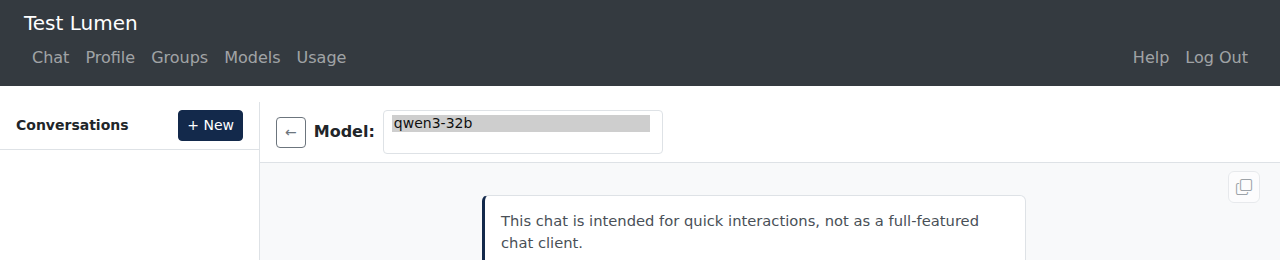 Test Lumen
Chat Profile Groups Models Usage Help Log Out
Conversations + New
← Model: qwen3-32b
This chat is intended for quick interactions, not as a full-featured
chat client.